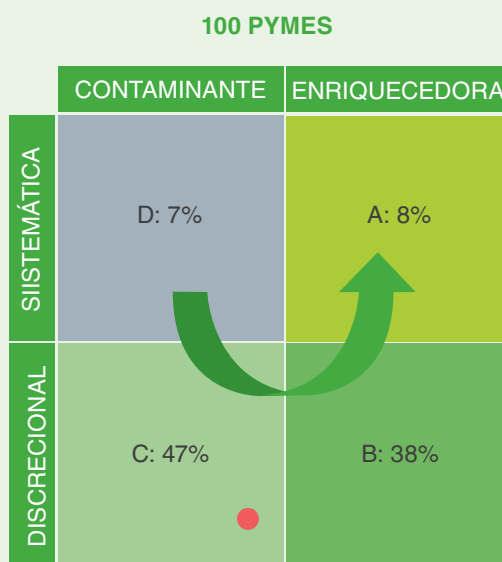 100 PYMES
CONTAMINANTE
ENRIQUECEDORA
SIISTEMÁTICA
D: 7%
A: 8%
DISCRECIONAL
C: 47%
B: 38%